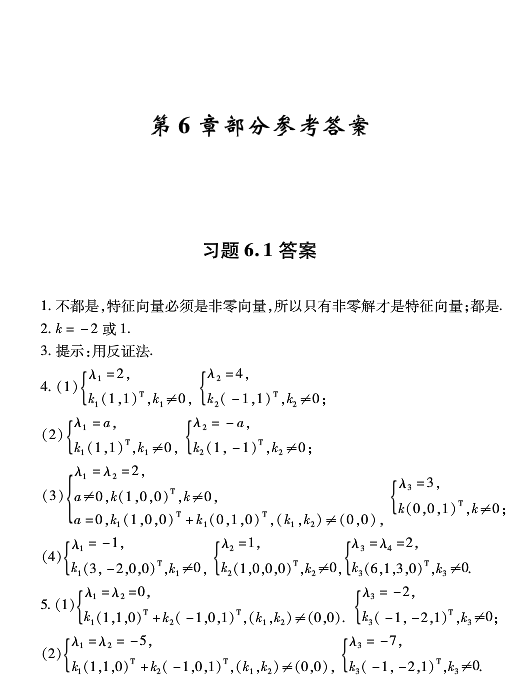 第 6 章部分参考答案
习题 6.1 答案
1. 不都是,特征向量必须是非零向量,所以只有非零解才是特征向量;都是.
2. k = -2 或 1.
3. 提示:用反证法.
4. (1) { λ₁ = 2, k₁(1,1)ᵀ, k₁≠0, { λ₂ = 4, k₂(-1,1)ᵀ, k₂≠0;
(2) { λ₁ = a, k₁(1,1)ᵀ, k₁≠0, { λ₂ = -a, k₂(1,-1)ᵀ, k₂≠0;
(3) { λ₁ = λ₂ = 2, a≠0, k(1,0,0)ᵀ, k≠0, a=0, k₁(1,0,0)ᵀ + k₁(0,1,0)ᵀ, (k₁,k₂)≠(0,0), { λ₃ = 3, k(0,0,1)ᵀ, k≠0;
(4) { λ₁ = -1, k₁(3,-2,0,0)ᵀ, k₁≠0, { λ₂ = 1, k₂(1,0,0,0)ᵀ, k₂≠0, { λ₃ = λ₄ = 2, k₃(6,1,3,0)ᵀ, k₃≠0.
5. (1) { λ₁ = λ₂ = 0, k₁(1,1,0)ᵀ + k₂(-1,0,1)ᵀ, (k₁,k₂)≠(0,0). { λ₃ = -2, k₃(-1,-2,1)ᵀ, k₃≠0;
(2) { λ₁ = λ₂ = -5, k₁(1,1,0)ᵀ + k₂(-1,0,1)ᵀ, (k₁,k₂)≠(0,0), { λ₃ = -7, k₃(-1,-2,1)ᵀ, k₃≠0.